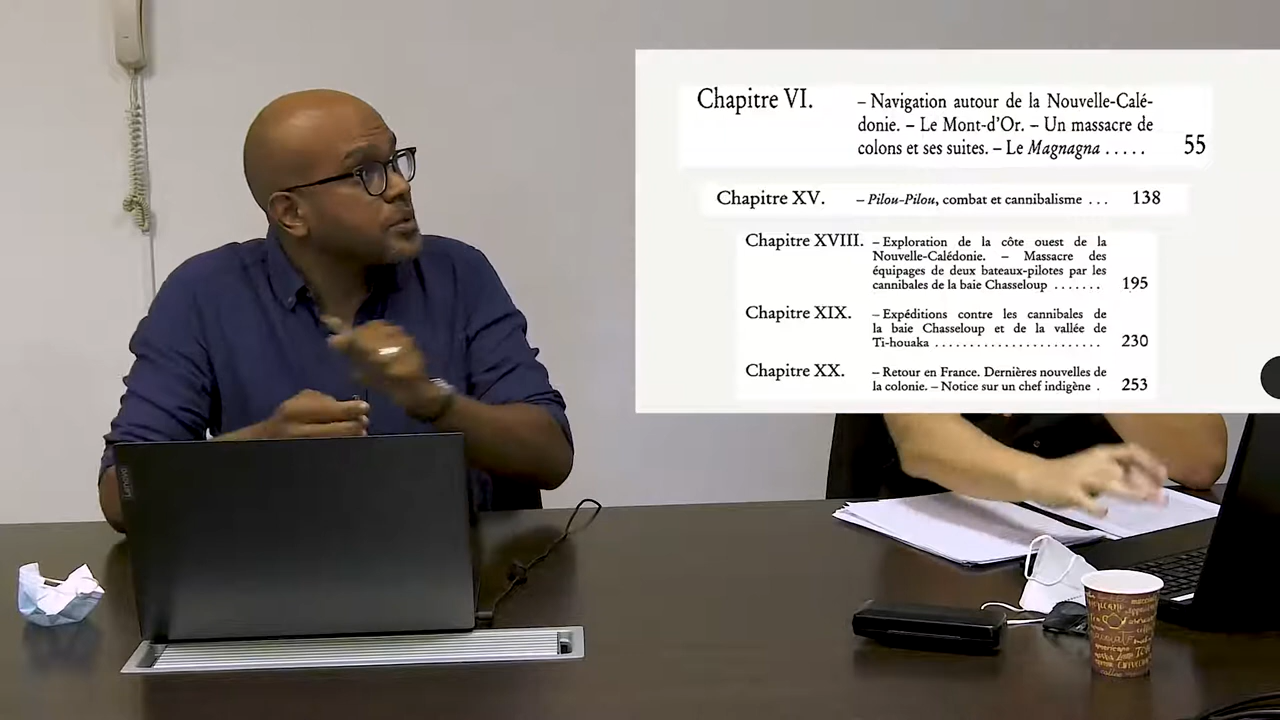 Chapitre VI. – Navigation autour de la Nouvelle-Calé-
donie. – Le Mont-d'Or. – Un massacre de
colons et ses suites. – Le Magnagna ..... 55
Chapitre XV. – Pilou-Pilou, combat et cannibalisme ... 138
Chapitre XVIII. – Exploration de la côte ouest de la
Nouvelle-Calédonie. – Massacre des
équipages de deux bateaux-pilotes par les
cannibales de la baie Chasseloup ....... 195
Chapitre XIX. – Expéditions contre les cannibales de
la baie Chasseloup et de la vallée de
Ti-houaka ........................ 230
Chapitre XX. – Retour en France. Dernières nouvelles de
la colonie. – Notice sur un chef indigène . 253
Lenovo